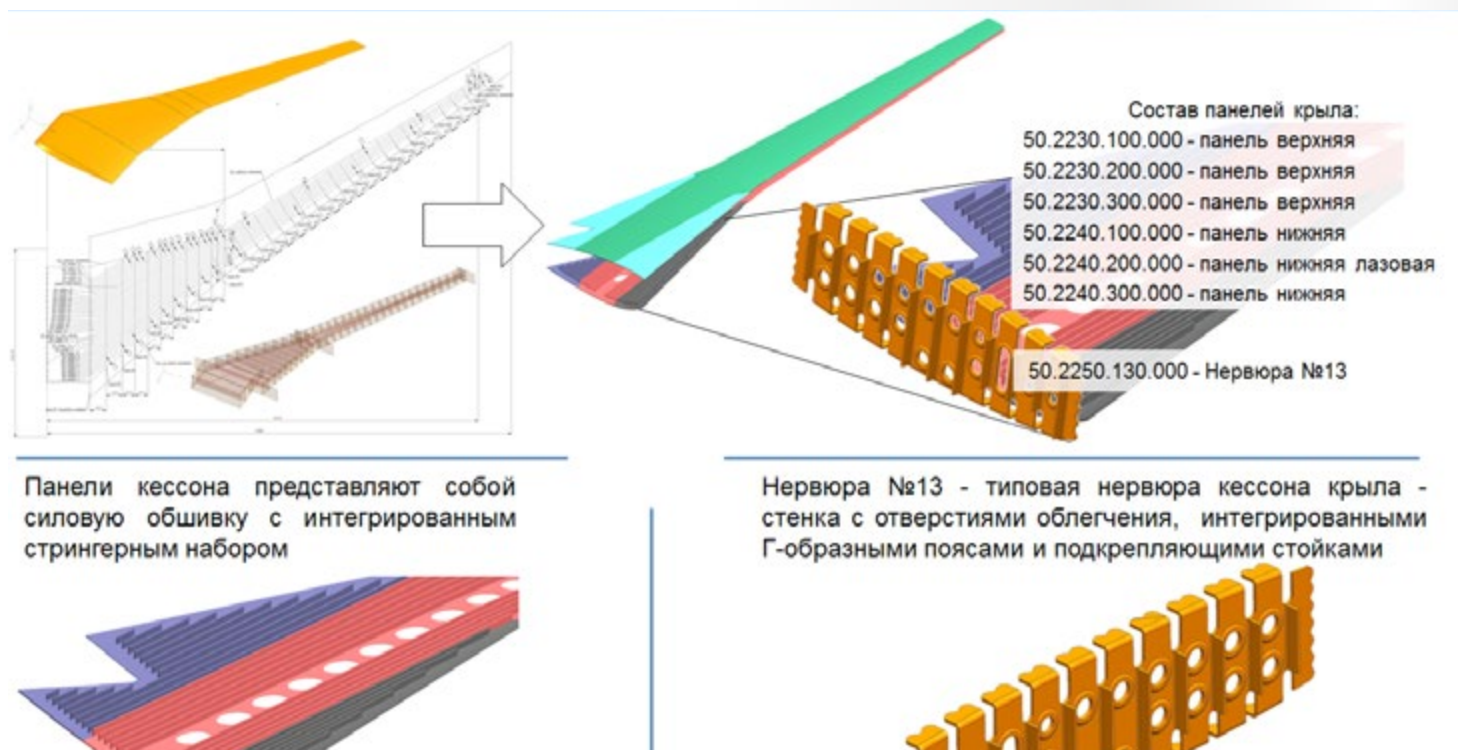 Состав панелей крыла:
50.2230.100.000 - панель верхняя
50.2230.200.000 - панель верхняя
50.2230.300.000 - панель верхняя
50.2240.100.000 - панель нижняя
50.2240.200.000 - панель нижняя лазовая
50.2240.300.000 - панель нижняя
50.2250.130.000 - Нервюра №13
Панели кессона представляют собой
силовую обшивку с интегрированным
стрингерным набором
Нервюра №13 - типовая нервюра кессона крыла -
стенка с отверстиями облегчения, интегрированными
Г-образными поясами и подкрепляющими стойками